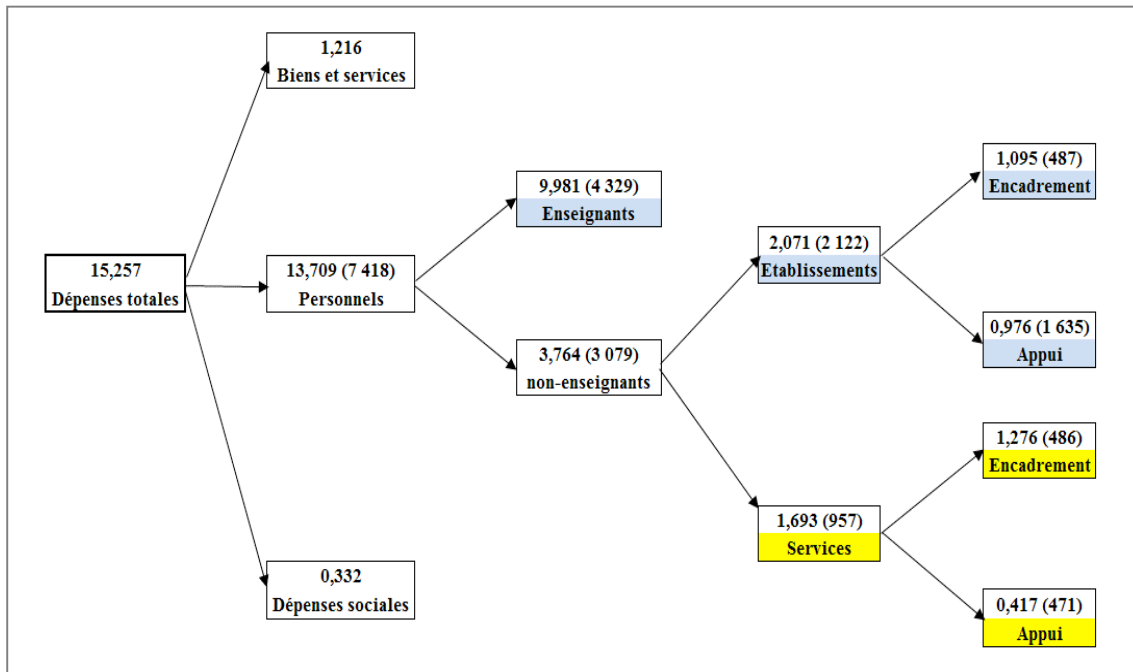 1,216
Biens et services
15,257
Dépenses totales
13,709 (7 418)
Personnels
0,332
Dépenses sociales
9,981 (4 329)
Enseignants
3,764 (3 079)
non-enseignants
2,071 (2 122)
Etablissements
1,693 (957)
Services
1,095 (487)
Encadrement
0,976 (1 635)
Appui
1,276 (486)
Encadrement
0,417 (471)
Appui